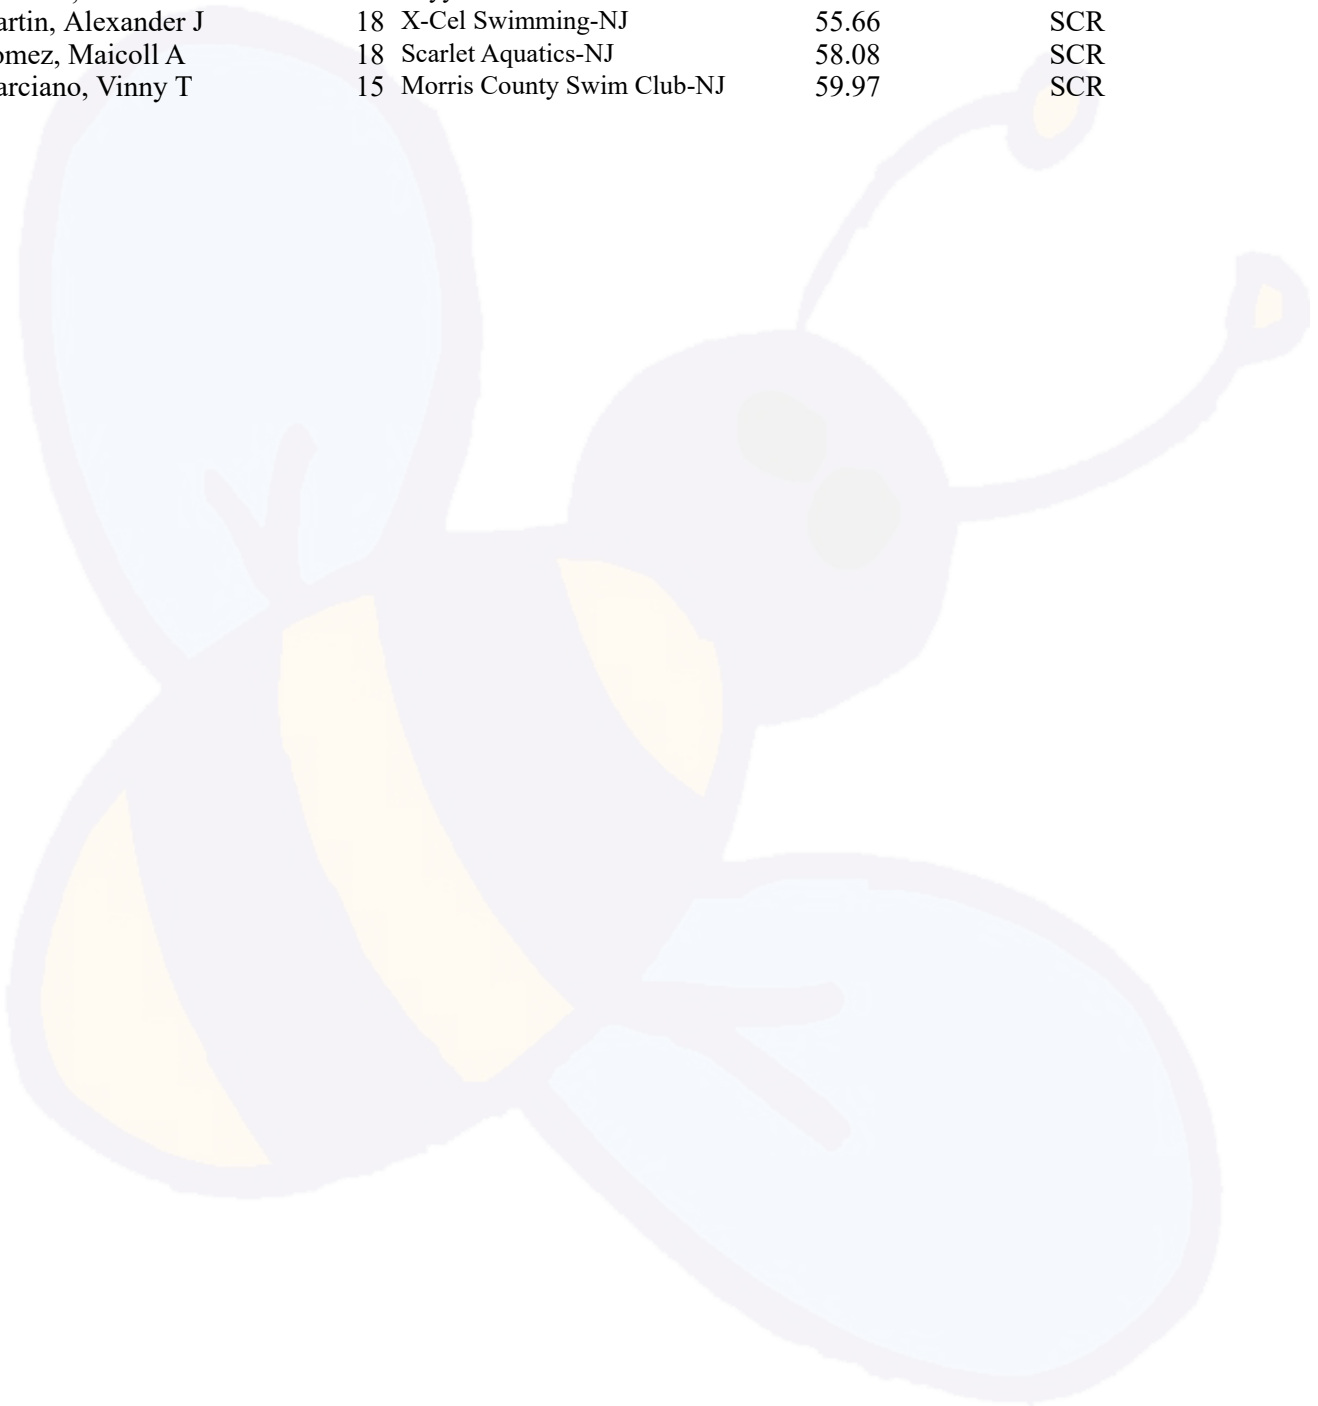 artin, Alexander J 18 X-Cel Swimming-NJ 55.66 SCR
omez, Maicoll A 18 Scarlet Aquatics-NJ 58.08 SCR
arciano, Vinny T 15 Morris County Swim Club-NJ 59.97 SCR